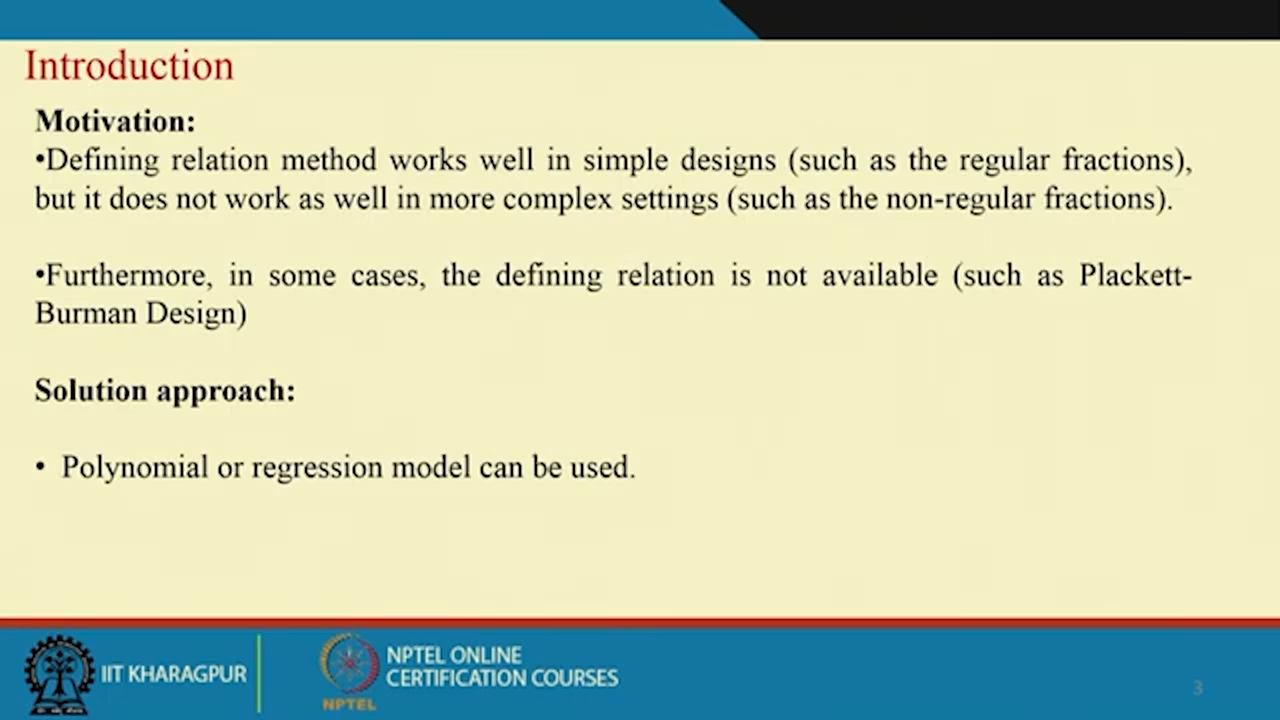 Introduction
Motivation:
•Defining relation method works well in simple designs (such as the regular fractions),
but it does not work as well in more complex settings (such as the non-regular fractions).
•Furthermore, in some cases, the defining relation is not available (such as Plackett-
Burman Design)
Solution approach:
• Polynomial or regression model can be used.
IIT KHARAGPUR
NPTEL
NPTEL ONLINE
CERTIFICATION COURSES
3